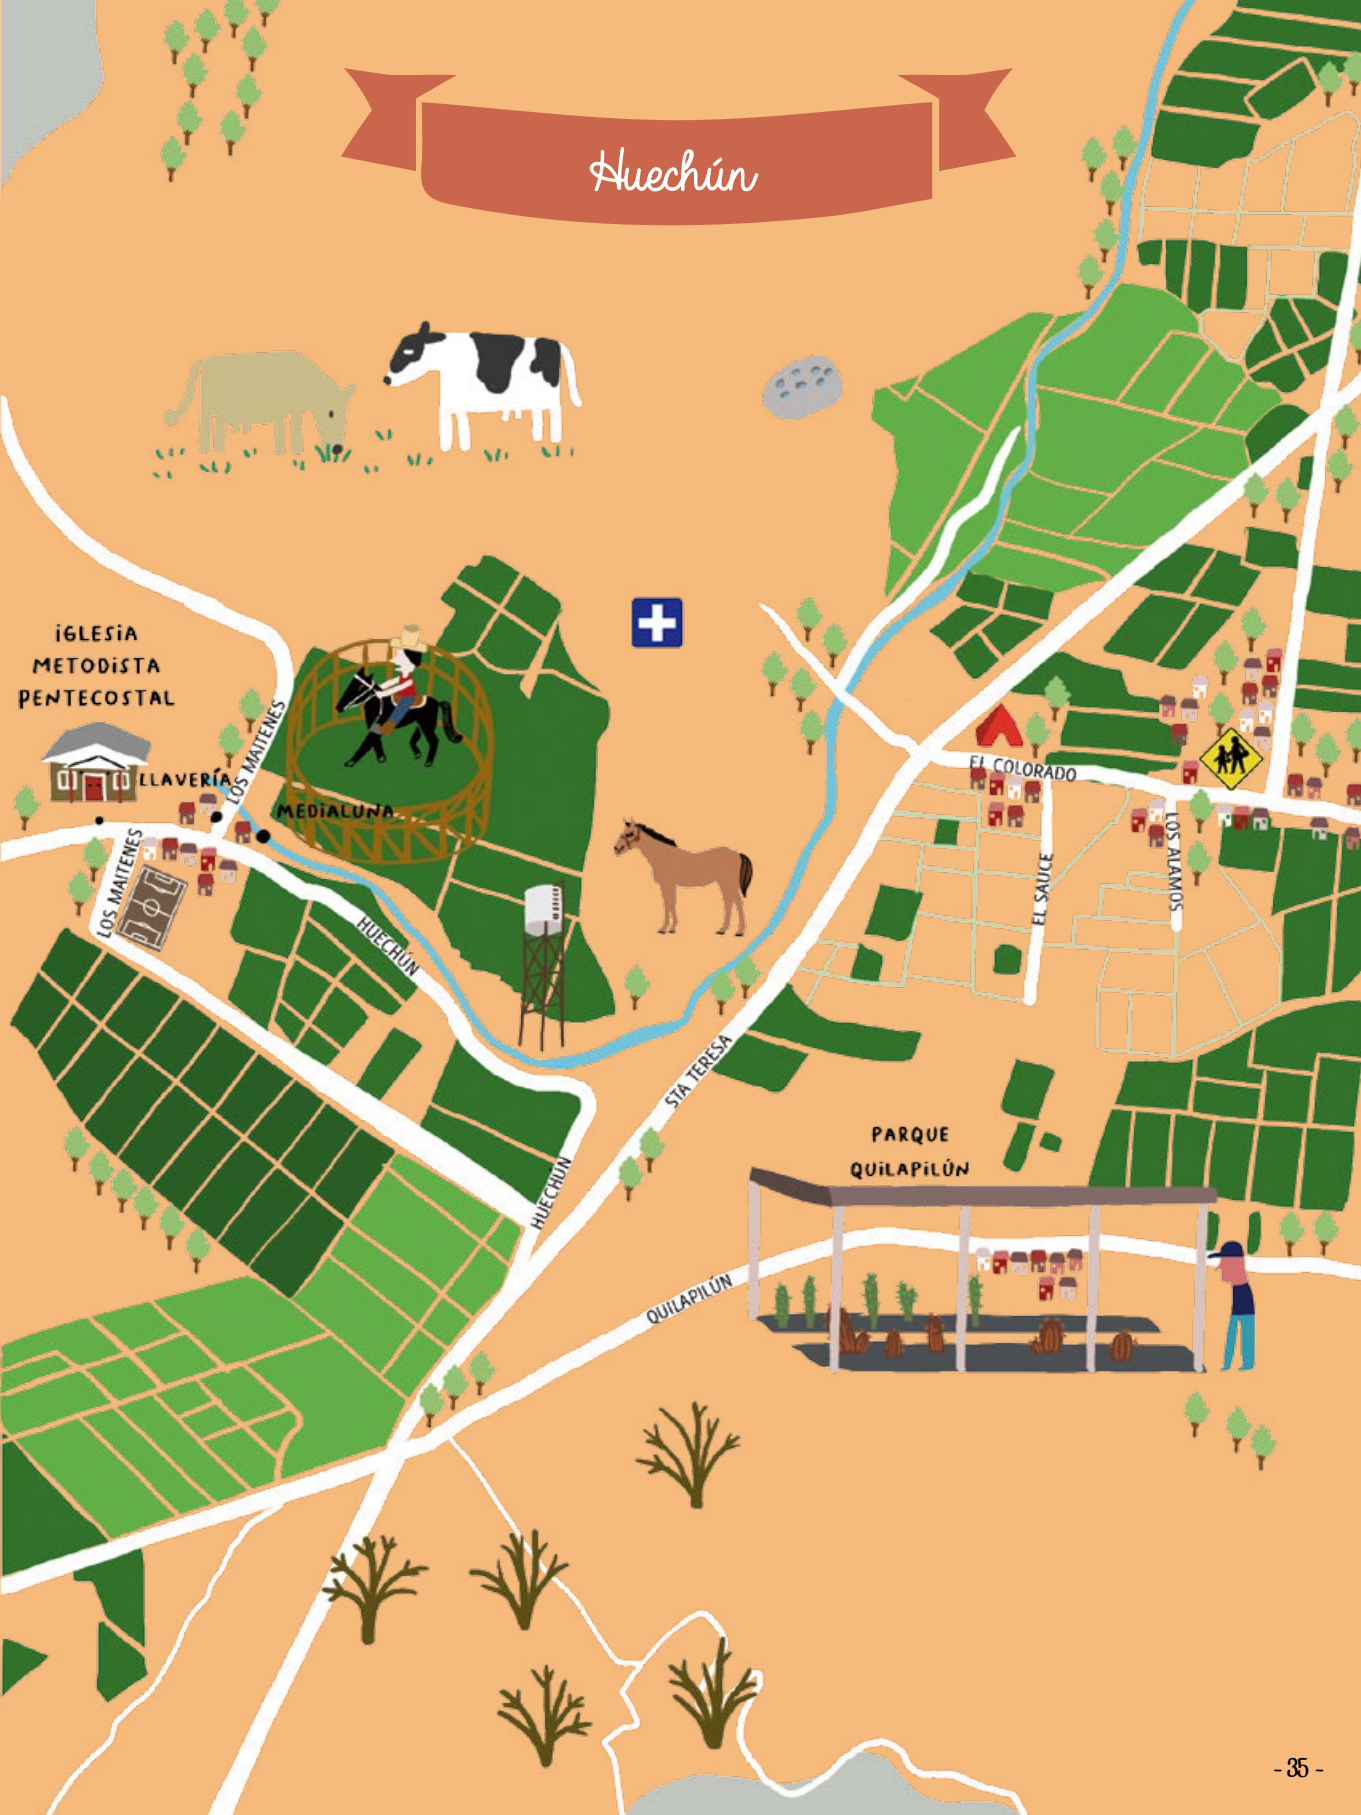 Huechún
iGLESiA
METODiSTA
PENTECOSTAL
LLAVERÍA
LOS MAITENES
MEDiALUNA
LOS MAITENES
HUECHÚN
HUECHÚN
STA TERESA
EL COLORADO
EL SAUCE
LOS ALAMOS
PARQUE
QUiLAPiLÚN
QUILAPILÚN
- 35 -